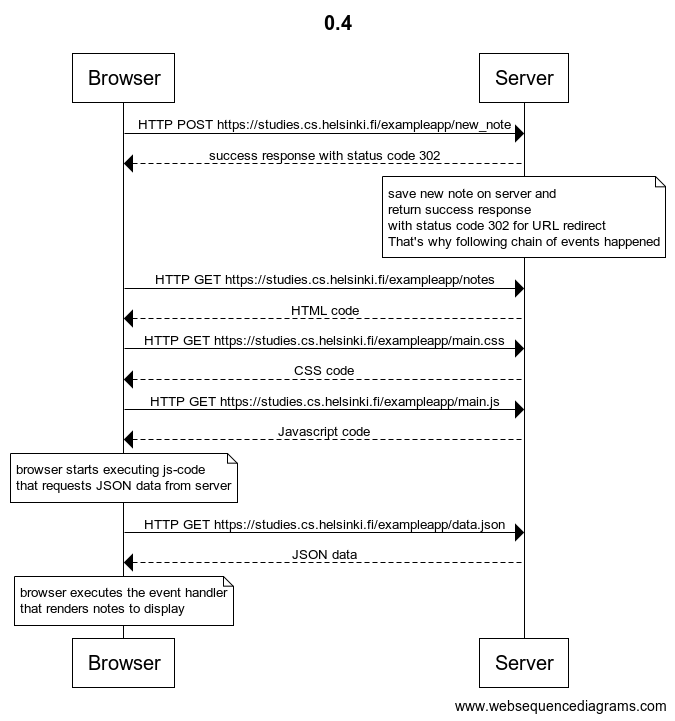 0.4
Browser
Server
HTTP POST https://studies.cs.helsinki.fi/exampleapp/new_note
success response with status code 302
save new note on server and
return success response
with status code 302 for URL redirect
That's why following chain of events happened
HTTP GET https://studies.cs.helsinki.fi/exampleapp/notes
HTML code
HTTP GET https://studies.cs.helsinki.fi/exampleapp/main.css
CSS code
HTTP GET https://studies.cs.helsinki.fi/exampleapp/main.js
Javascript code
browser starts executing js-code
that requests JSON data from server
HTTP GET https://studies.cs.helsinki.fi/exampleapp/data.json
JSON data
browser executes the event handler
that renders notes to display
Browser
Server
www.websequencediagrams.com